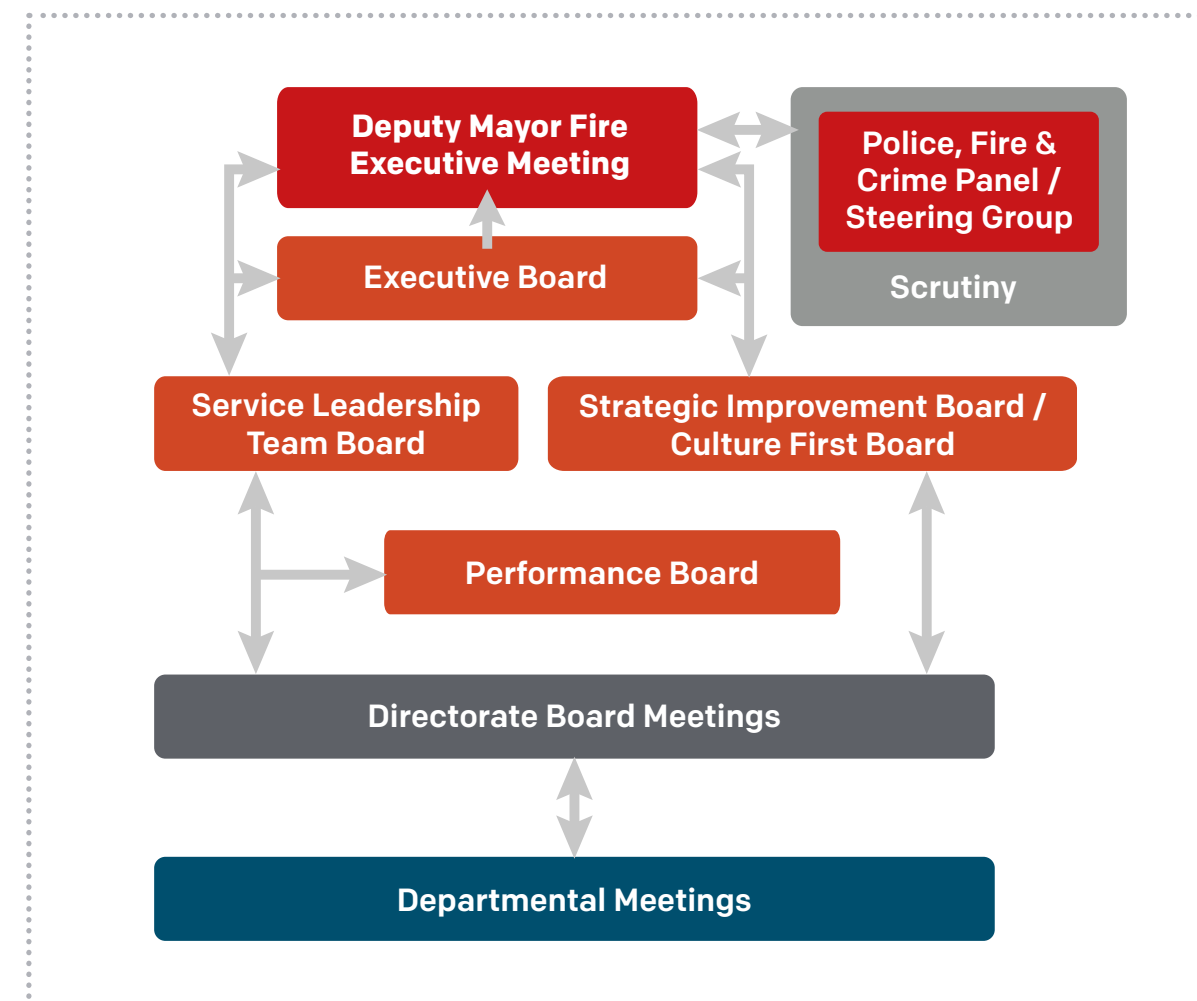 Deputy Mayor Fire
Executive Meeting
Police, Fire &
Crime Panel /
Steering Group
Scrutiny
Executive Board
Service Leadership
Team Board
Strategic Improvement Board /
Culture First Board
Performance Board
Directorate Board Meetings
Departmental Meetings